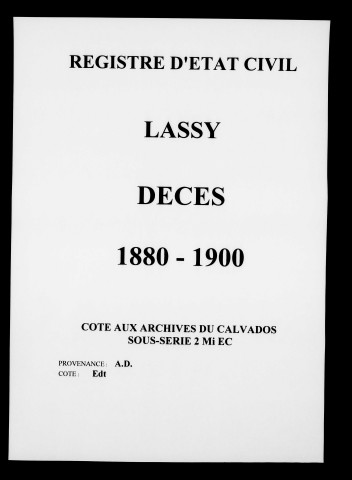 REGISTRE D'ETAT CIVIL
LASSY
DECES
1880 - 1900
COTE AUX ARCHIVES DU CALVADOS
SOUS-SERIE 2 Mi EC
PROVENANCE: A.D.
COTE: Edt